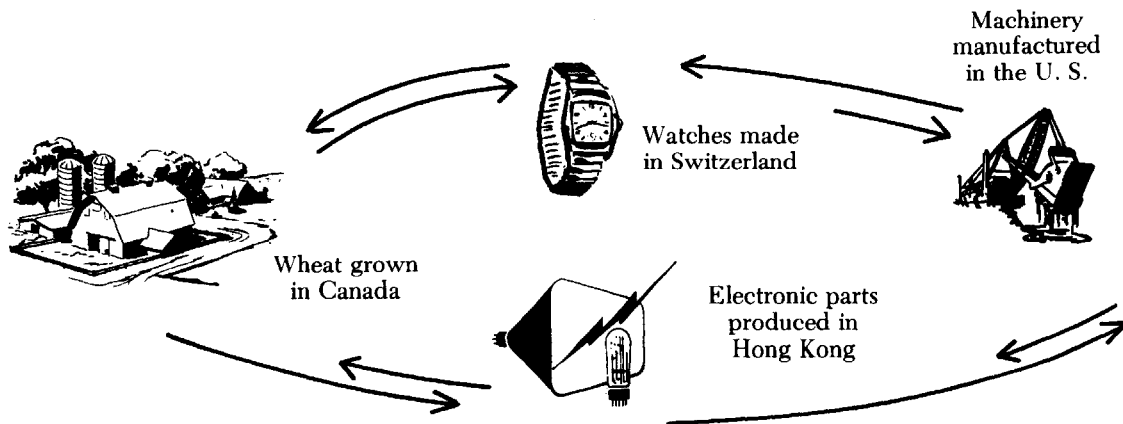 Machinery
manufactured
in the U. S.
Watches made
in Switzerland
Wheat grown
in Canada
Electronic parts
produced in
Hong Kong